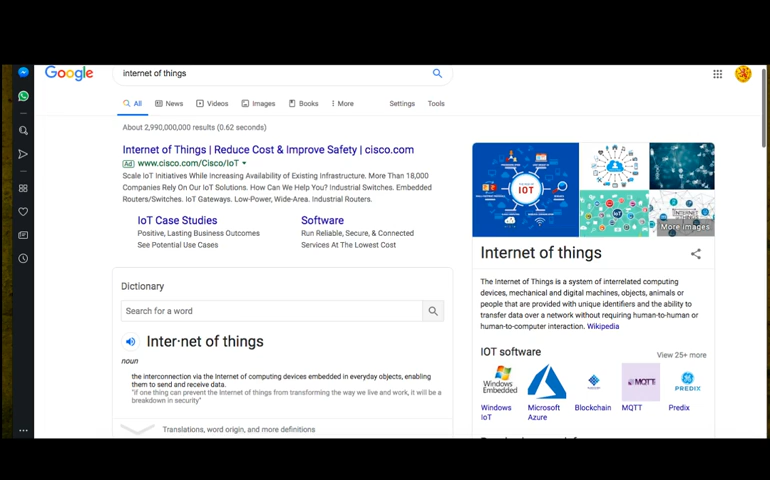 Google
internet of things
All
News
Videos
Images
Books
More
Settings
Tools
About 2,990,000,000 results (0.62 seconds)
Internet of Things | Reduce Cost & Improve Safety | cisco.com
Ad www.cisco.com/Cisco/IoT
Scale IoT Initiatives While Increasing Availability of Existing Infrastructure. More Than 18,000
Companies Rely On Our IoT Solutions. How Can We Help You? Industrial Switches. Embedded
Routers/Switches. IoT Gateways. Low-Power, Wide-Area. Industrial Routers.
IoT Case Studies
Positive, Lasting Business Outcomes
See Potential Use Cases
Software
Run Reliable, Secure, & Connected
Services At The Lowest Cost
Dictionary
Search for a word
Inter·net of things
noun
the interconnection via the Internet of computing devices embedded in everyday objects, enabling
them to send and receive data.
"if one thing can prevent the Internet of things from transforming the way we live and work, it will be a
breakdown in security"
Translations, word origin, and more definitions
More images
Internet of things
The Internet of Things is a system of interrelated computing
devices, mechanical and digital machines, objects, animals or
people that are provided with unique identifiers and the ability to
transfer data over a network without requiring human-to-human or
human-to-computer interaction. Wikipedia
IOT software
View 25+ more
Windows Embedded
MQTT
PREDIX
Windows
IoT
Microsoft
Azure
Blockchain
MQTT
Predix